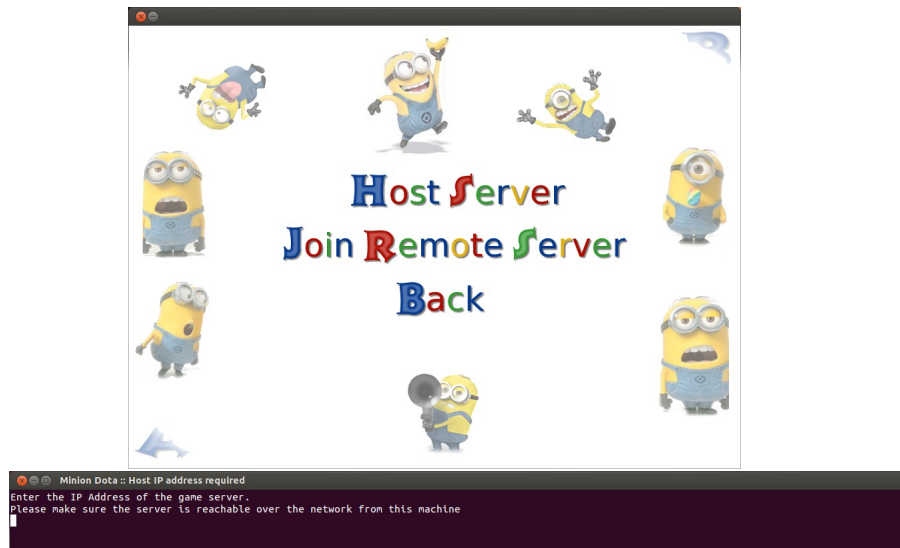 Host Server
Join Remote Server
Back
Minion Dota :: Host IP address required
Enter the IP Address of the game server.
Please make sure the server is reachable over the network from this machine